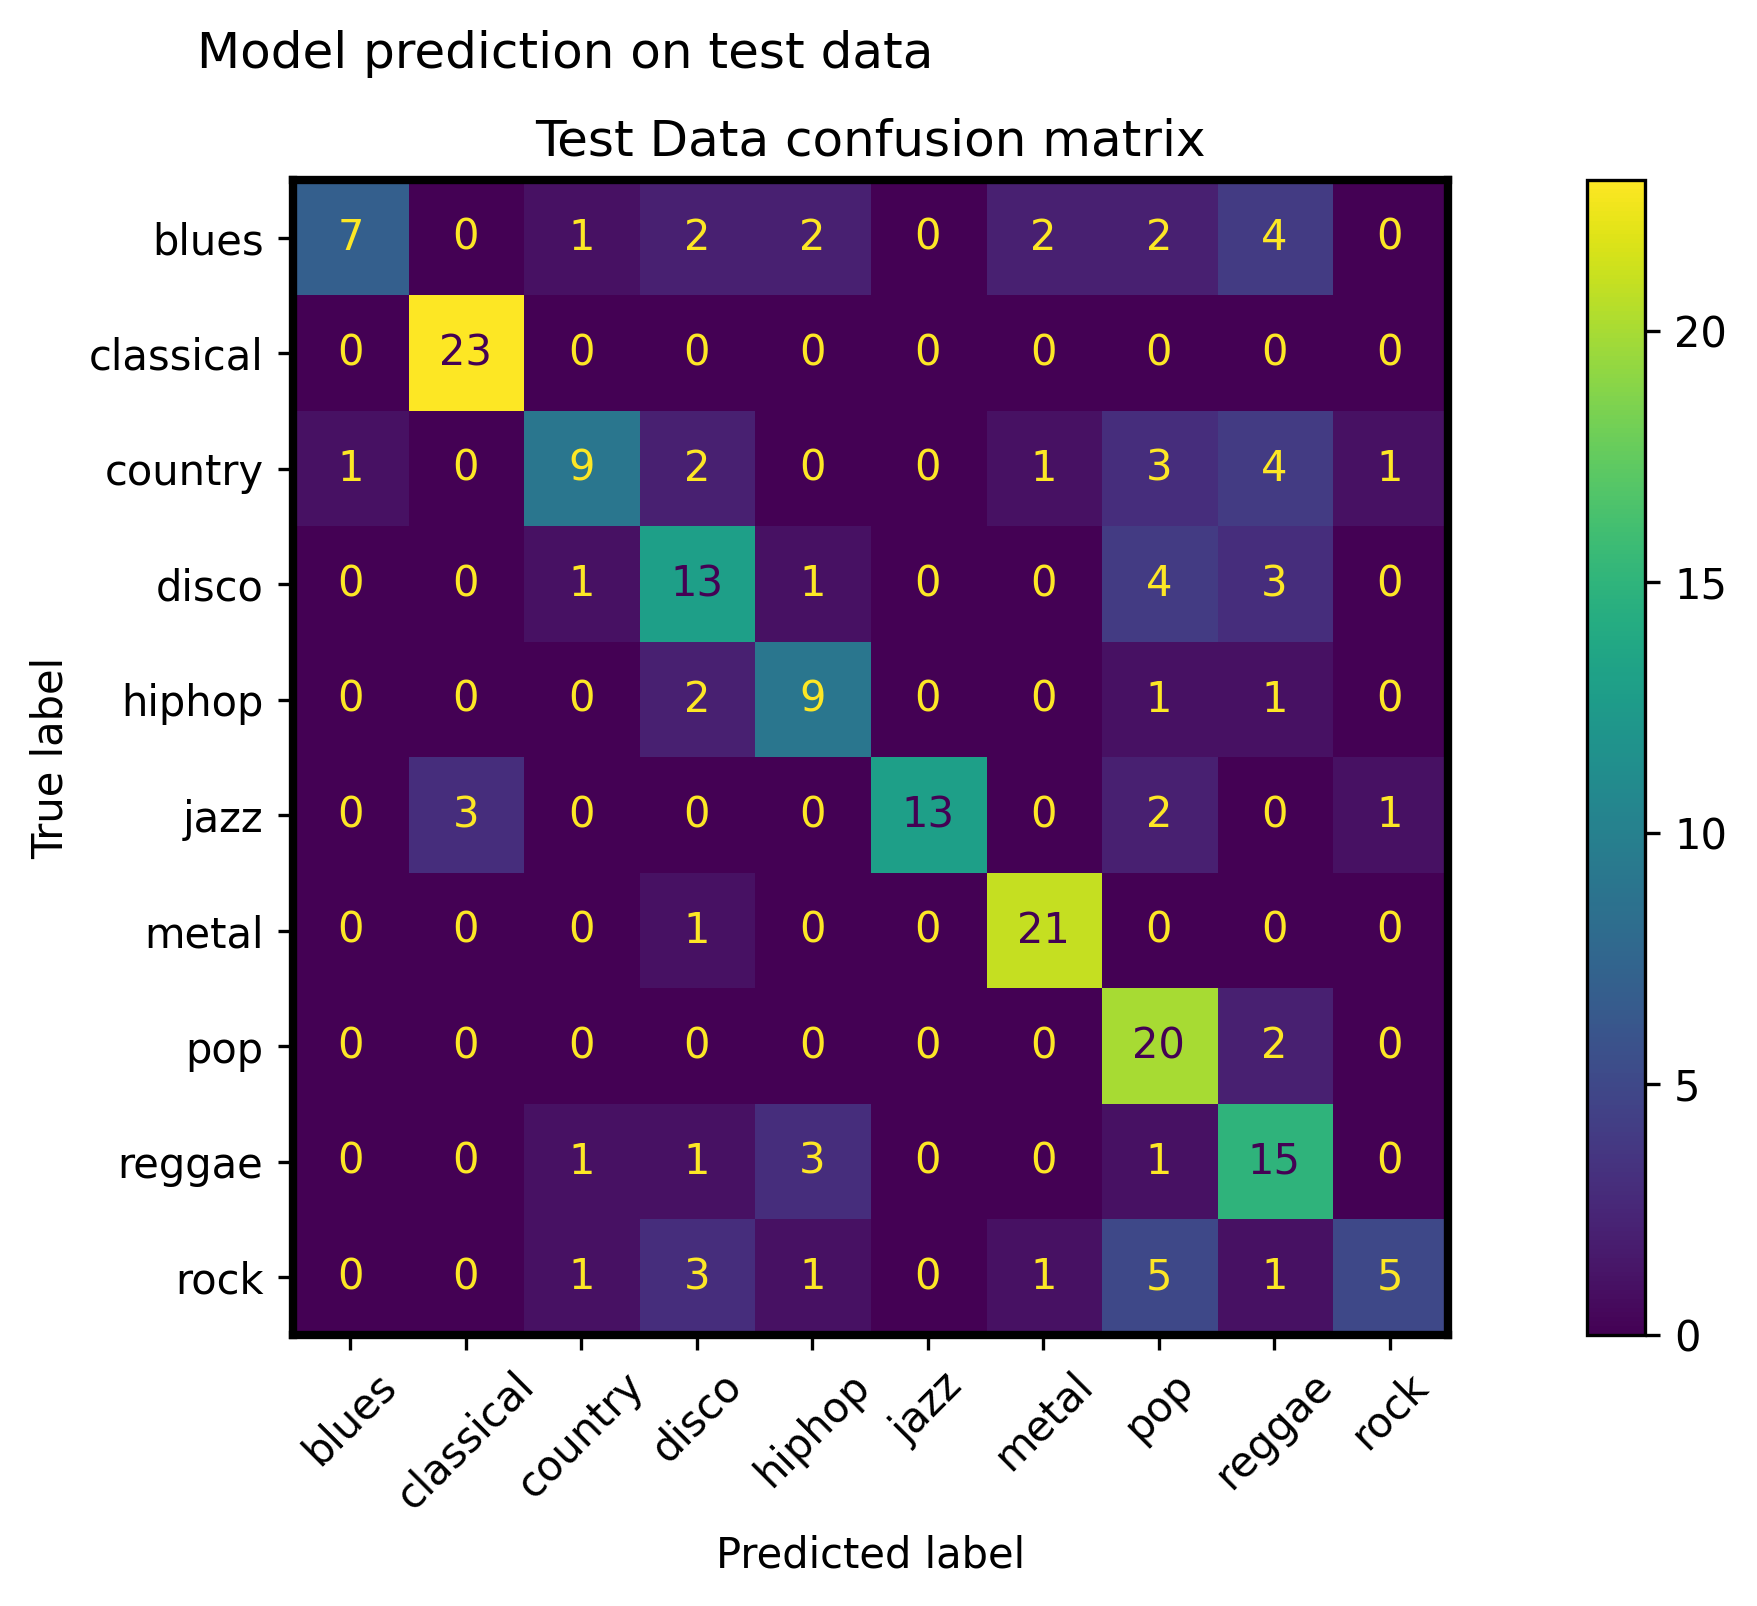 Model prediction on test data
Test Data confusion matrix
blues 7 0 1 2 2 0 2 2 4 0
classical 0 23 0 0 0 0 0 0 0 0
country 1 0 9 2 0 0 1 3 4 1
disco 0 0 1 13 1 0 0 4 3 0
hiphop 0 0 0 2 9 0 0 1 1 0
jazz 0 3 0 0 0 13 0 2 0 1
metal 0 0 0 1 0 0 21 0 0 0
pop 0 0 0 0 0 0 0 20 2 0
reggae 0 0 1 1 3 0 0 1 15 0
rock 0 0 1 3 1 0 1 5 1 5
blues classical country disco hiphop jazz metal pop reggae rock
Predicted label
True label
20
15
10
5
0